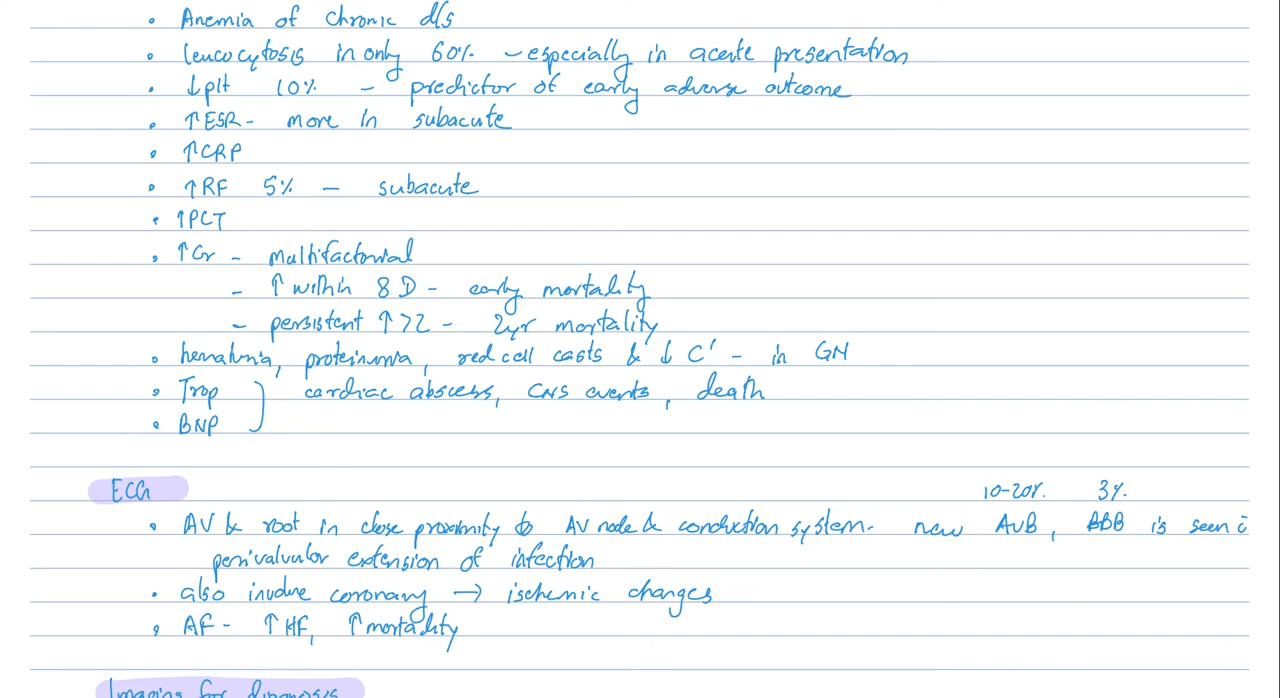 • Anemia of chronic d/s
• leucocytosis in only 60% - especially in acute presentation
• ↓plt 10% - predictor of early adverse outcome
• ↑ESR - more in subacute
• ↑CRP
• ↑RF 5% - subacute
• ↑PCT
• ↑Cr - multifactorial
- ↑ within 8 D - early mortality
- persistent ↑ >2 - 2yr mortality
• hematuria, proteinuria, red cell casts & ↓ C' - in GN
• Trop cardiac abscess, CNS events, death
• BNP
ECG 10-20%. 3%.
• AV & root in close proximity to AV node & conduction system. new AVB, BBB is seen c̄
perivalvular extension of infection
• also involve coronary → ischemic changes
• AF - ↑HF, ↑mortality
Imaging for diagnosis